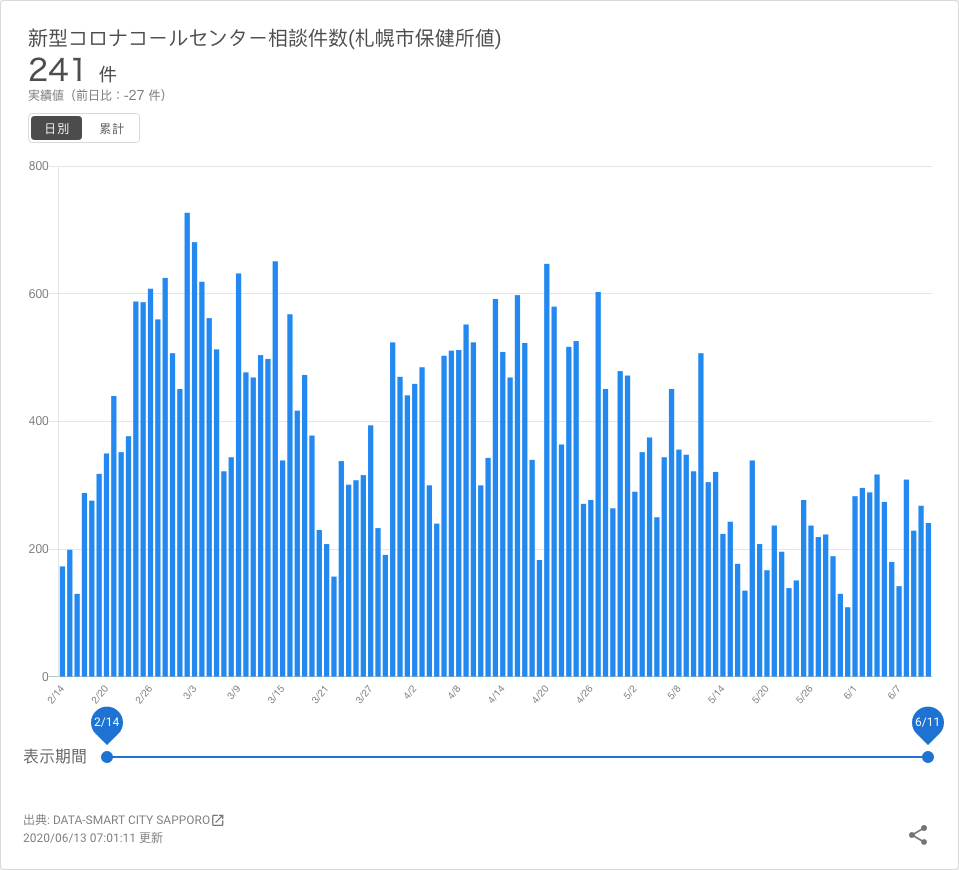 新型コロナコールセンター相談件数(札幌市保健所値)
241 件
実績値（前日比：-27 件）
日別 累計
800
600
400
200
0
2/14 2/20 2/26 3/3 3/9 3/15 3/21 3/27 4/2 4/8 4/14 4/20 4/26 5/2 5/8 5/14 5/20 5/26 6/1 6/7
2/14 6/11
表示期間
出典: DATA-SMART CITY SAPPORO
2020/06/13 07:01:11 更新